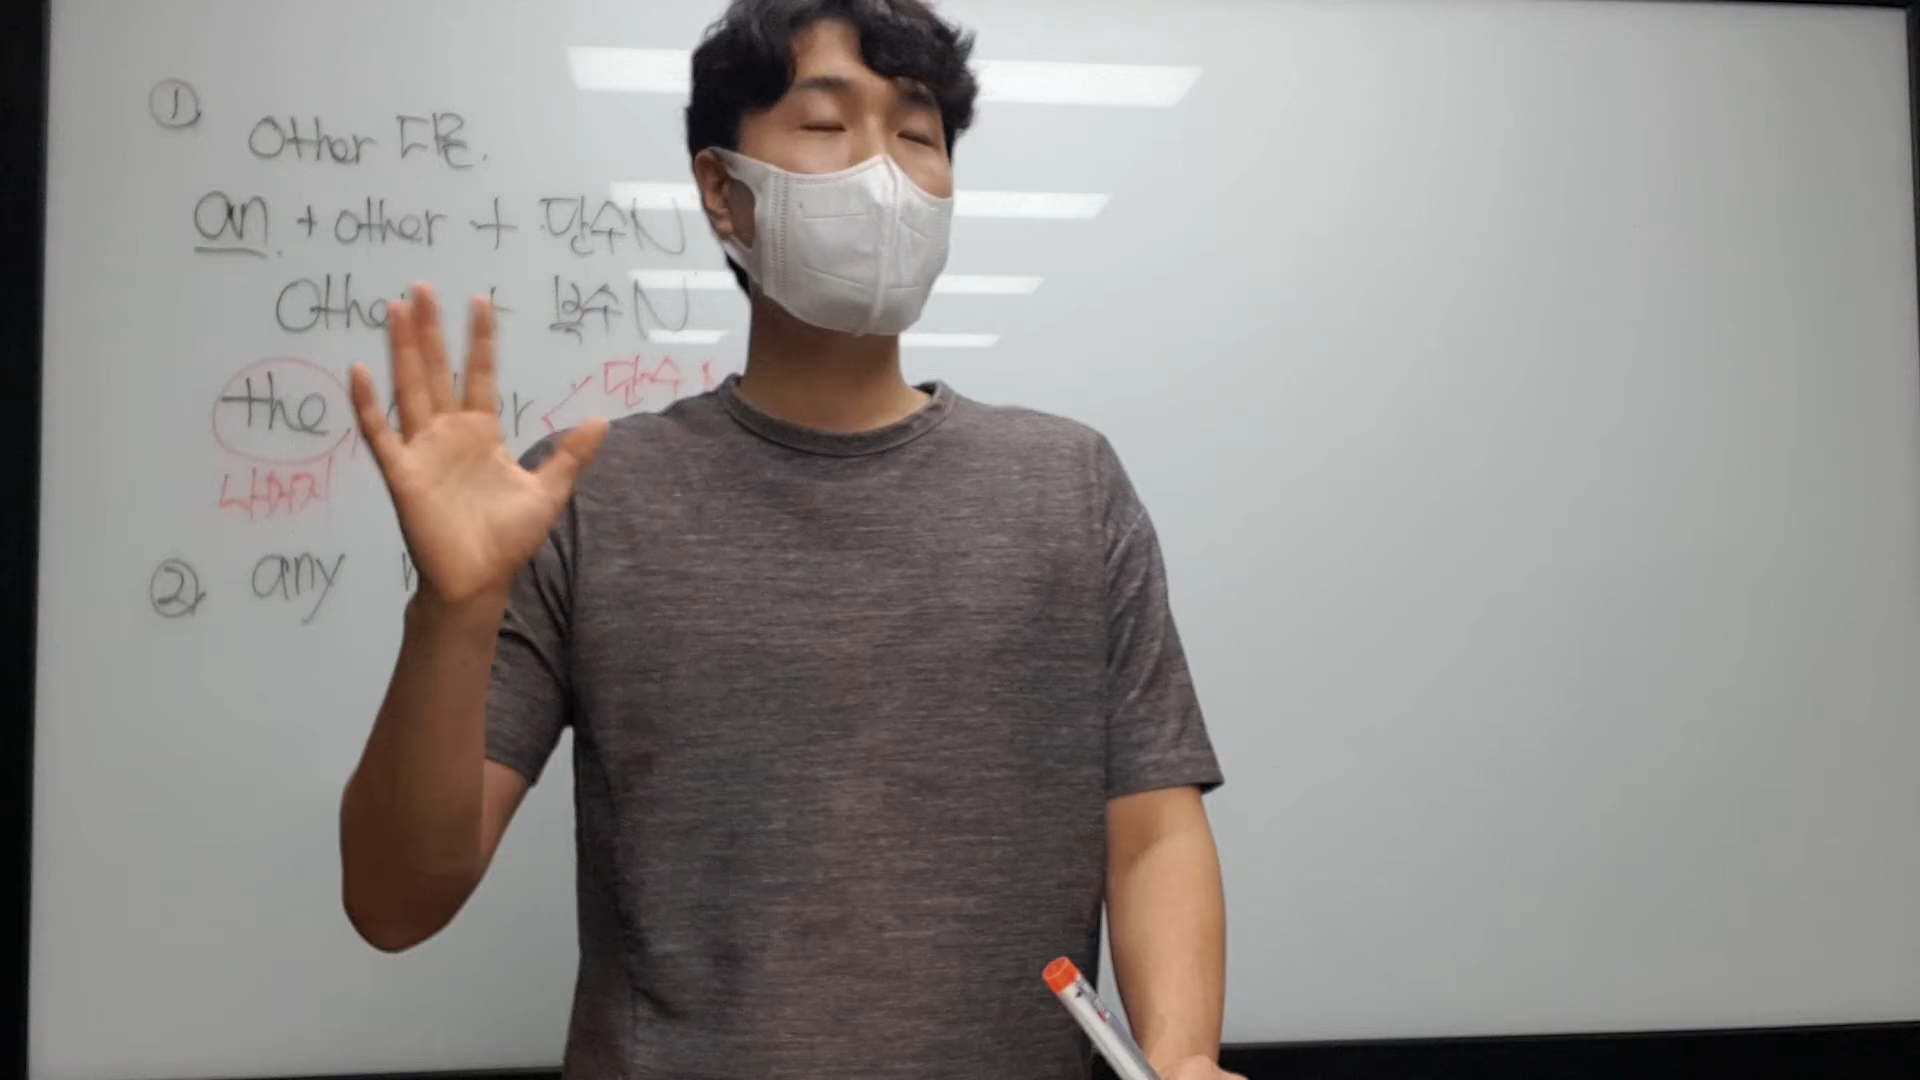 ①
Other 다른.
an + other + 단수N
Other + 복수N
the other < 단수
나머지
② any